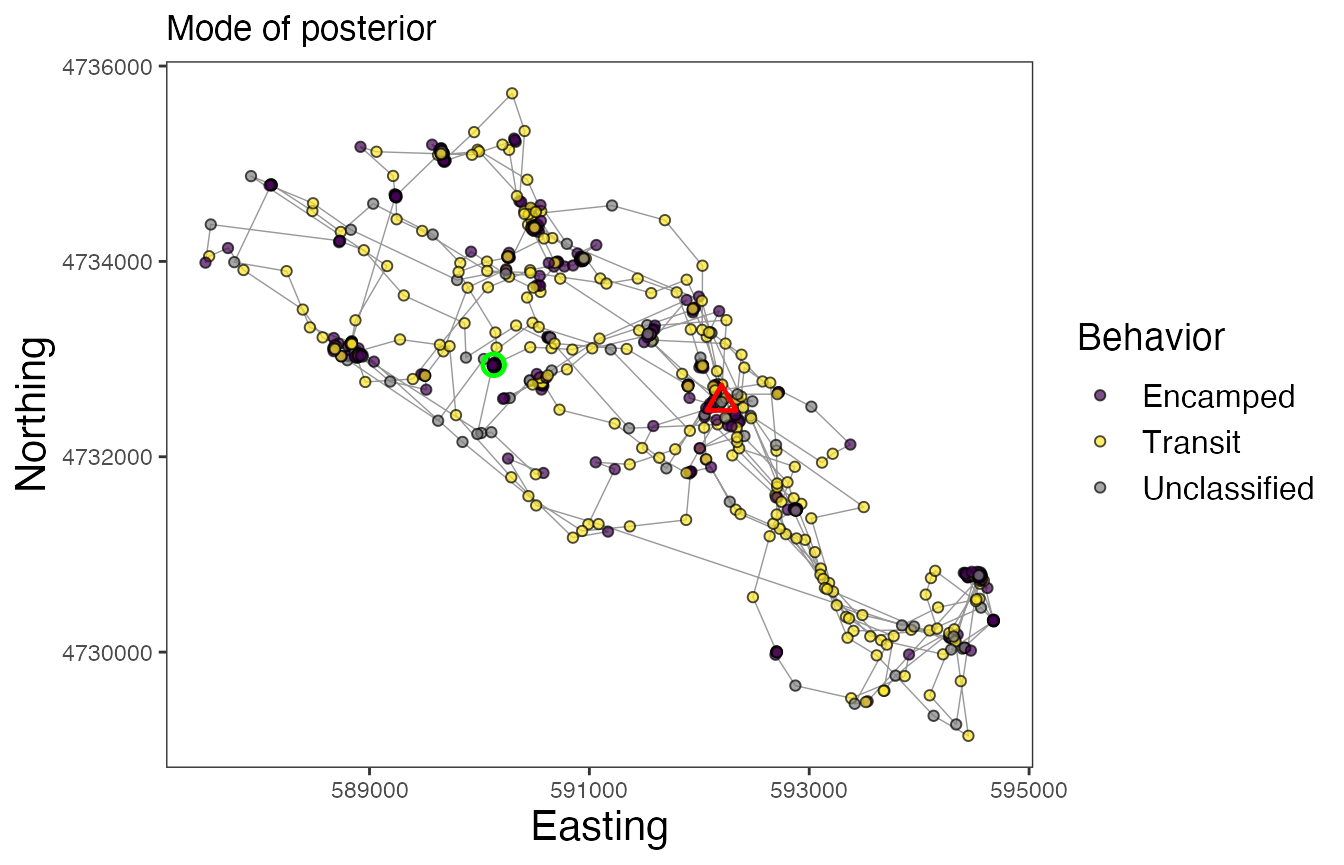 Mode of posterior
4736000
4734000
4732000
4730000
Northing
589000
591000
593000
595000
Easting
Behavior
Encamped
Transit
Unclassified